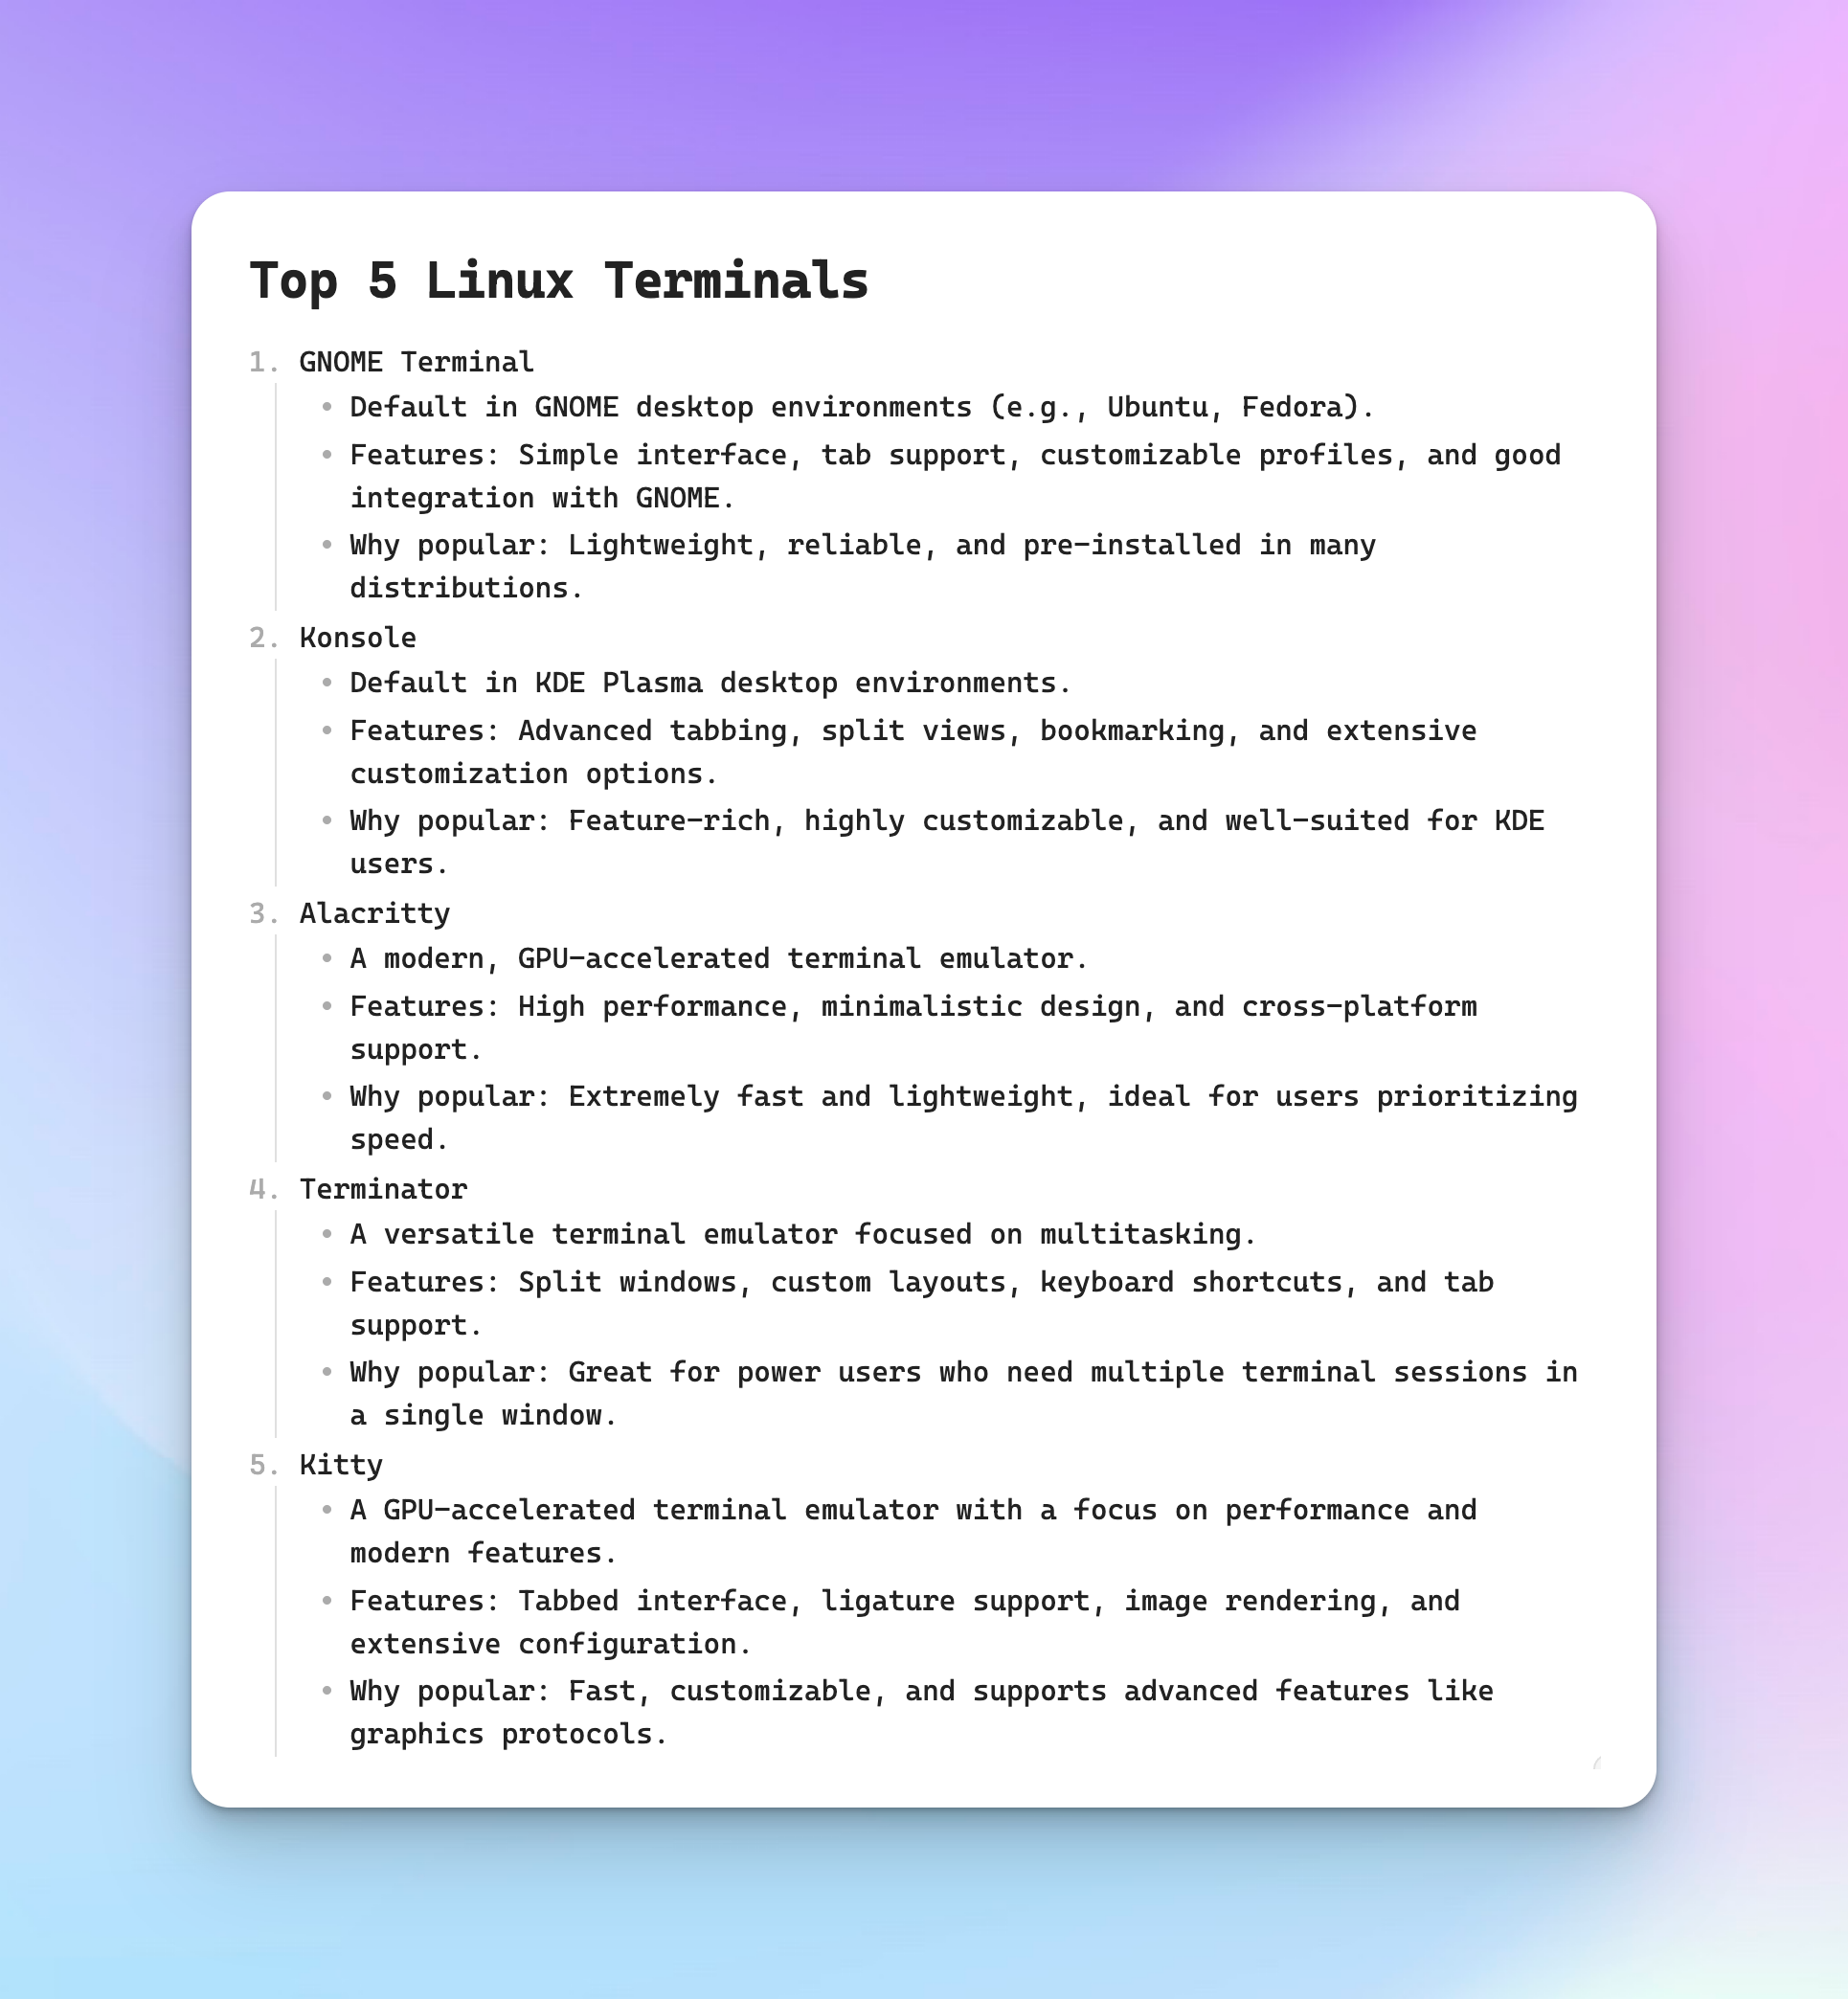 Top 5 Linux Terminals
1. GNOME Terminal
• Default in GNOME desktop environments (e.g., Ubuntu, Fedora).
• Features: Simple interface, tab support, customizable profiles, and good
integration with GNOME.
• Why popular: Lightweight, reliable, and pre-installed in many
distributions.
2. Konsole
• Default in KDE Plasma desktop environments.
• Features: Advanced tabbing, split views, bookmarking, and extensive
customization options.
• Why popular: Feature-rich, highly customizable, and well-suited for KDE
users.
3. Alacritty
• A modern, GPU-accelerated terminal emulator.
• Features: High performance, minimalistic design, and cross-platform
support.
• Why popular: Extremely fast and lightweight, ideal for users prioritizing
speed.
4. Terminator
• A versatile terminal emulator focused on multitasking.
• Features: Split windows, custom layouts, keyboard shortcuts, and tab
support.
• Why popular: Great for power users who need multiple terminal sessions in
a single window.
5. Kitty
• A GPU-accelerated terminal emulator with a focus on performance and
modern features.
• Features: Tabbed interface, ligature support, image rendering, and
extensive configuration.
• Why popular: Fast, customizable, and supports advanced features like
graphics protocols.